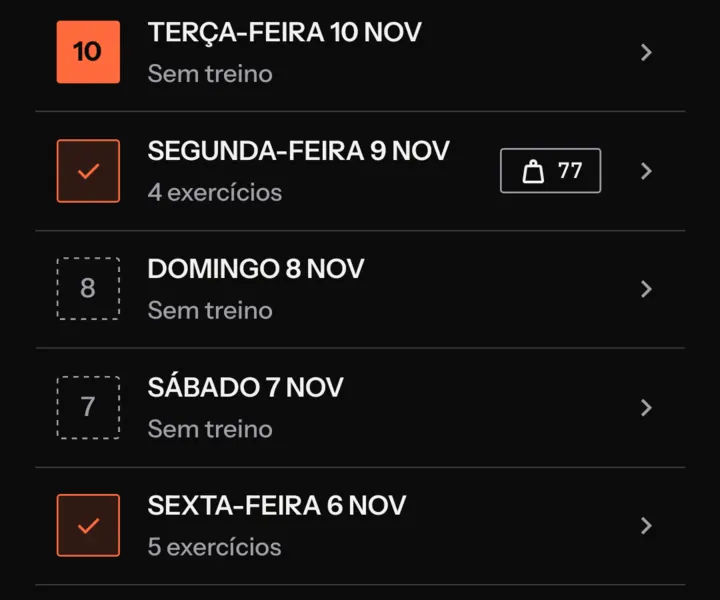 10
TERÇA-FEIRA 10 NOV
Sem treino
SEGUNDA-FEIRA 9 NOV
4 exercícios
77
8
DOMINGO 8 NOV
Sem treino
7
SÁBADO 7 NOV
Sem treino
SEXTA-FEIRA 6 NOV
5 exercícios